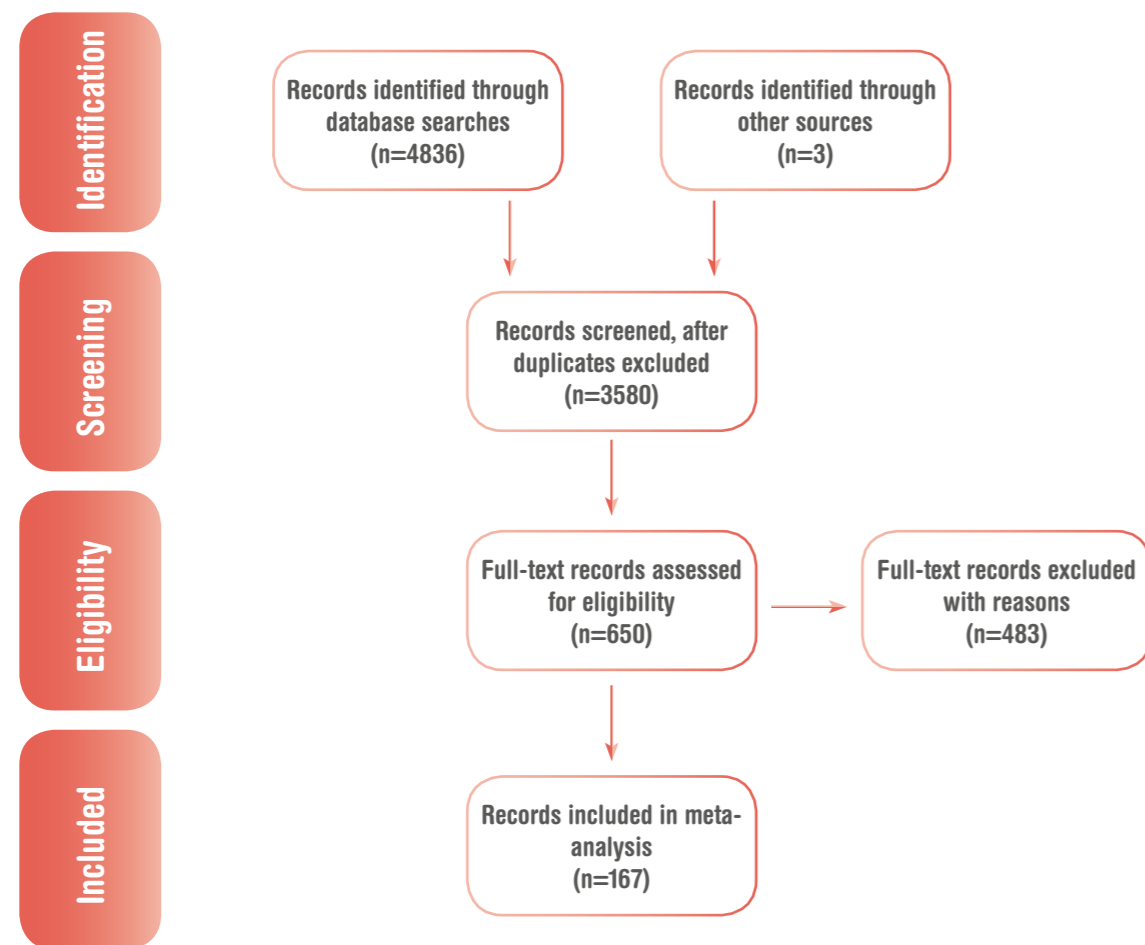 Identification
Records identified through
database searches
(n=4836)
Records identified through
other sources
(n=3)
Screening
Records screened, after
duplicates excluded
(n=3580)
Eligibility
Full-text records assessed
for eligibility
(n=650)
Full-text records excluded
with reasons
(n=483)
Included
Records included in meta-
analysis
(n=167)